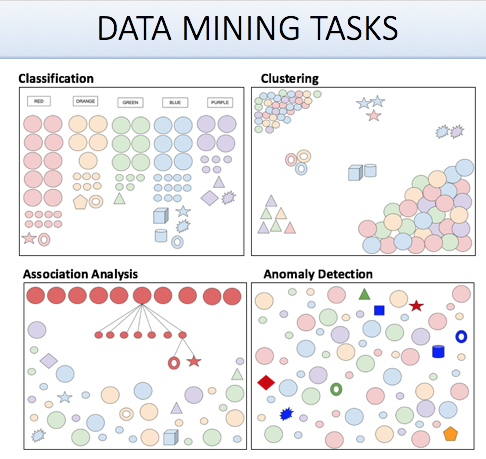 DATA MINING TASKS
Classification
Clustering
RED
ORANGE
GREEN
BLUE
PURPLE
Association Analysis
Anomaly Detection